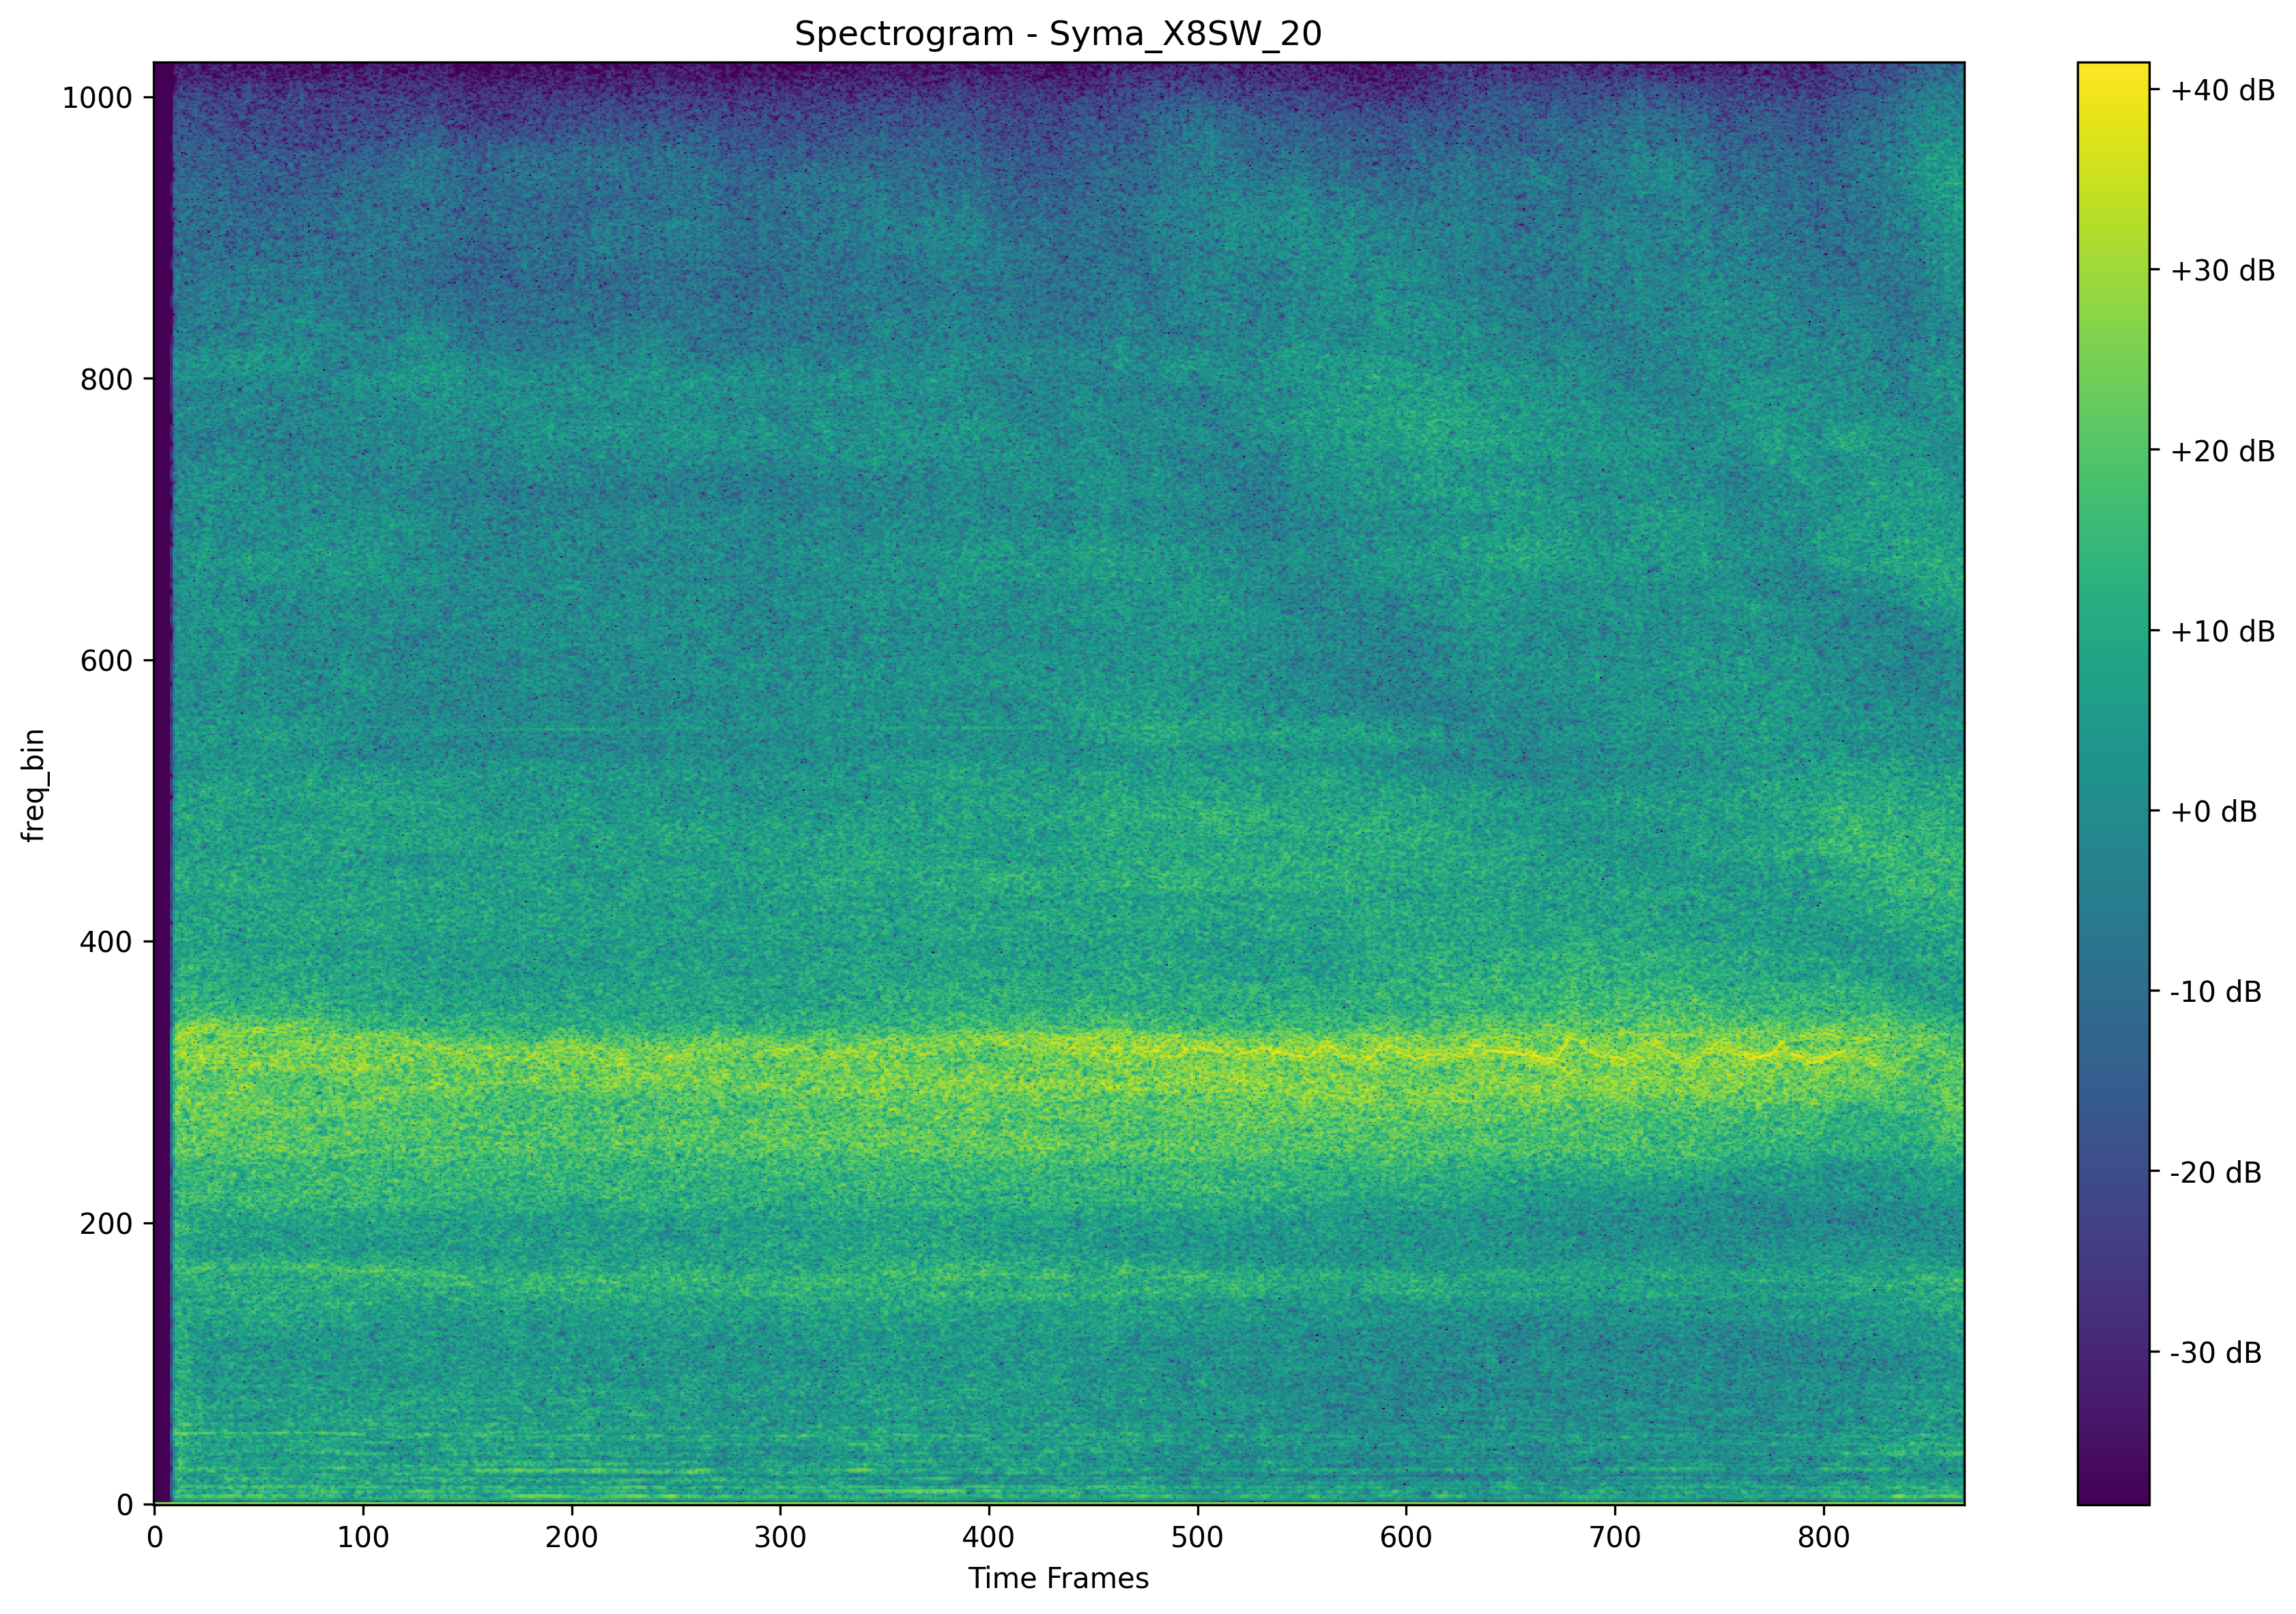 Spectrogram - Syma_X8SW_20
1000
800
600
400
200
0
freq_bin
0 100 200 300 400 500 600 700 800
Time Frames
+40 dB
+30 dB
+20 dB
+10 dB
+0 dB
-10 dB
-20 dB
-30 dB